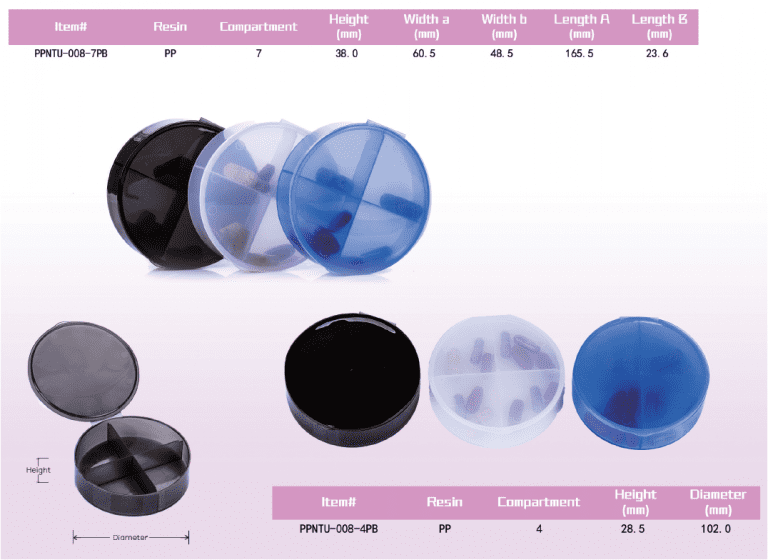 Item# Resin Compartment Height (mm) Width a (mm) Width b (mm) Length A (mm) Length B (mm)
PPNTU-008-7PB PP 7 38.0 60.5 48.5 165.5 23.6
Height
Diameter
Item# Resin Compartment Height (mm) Diameter (mm)
PPNTU-008-4PB PP 4 28.5 102.0